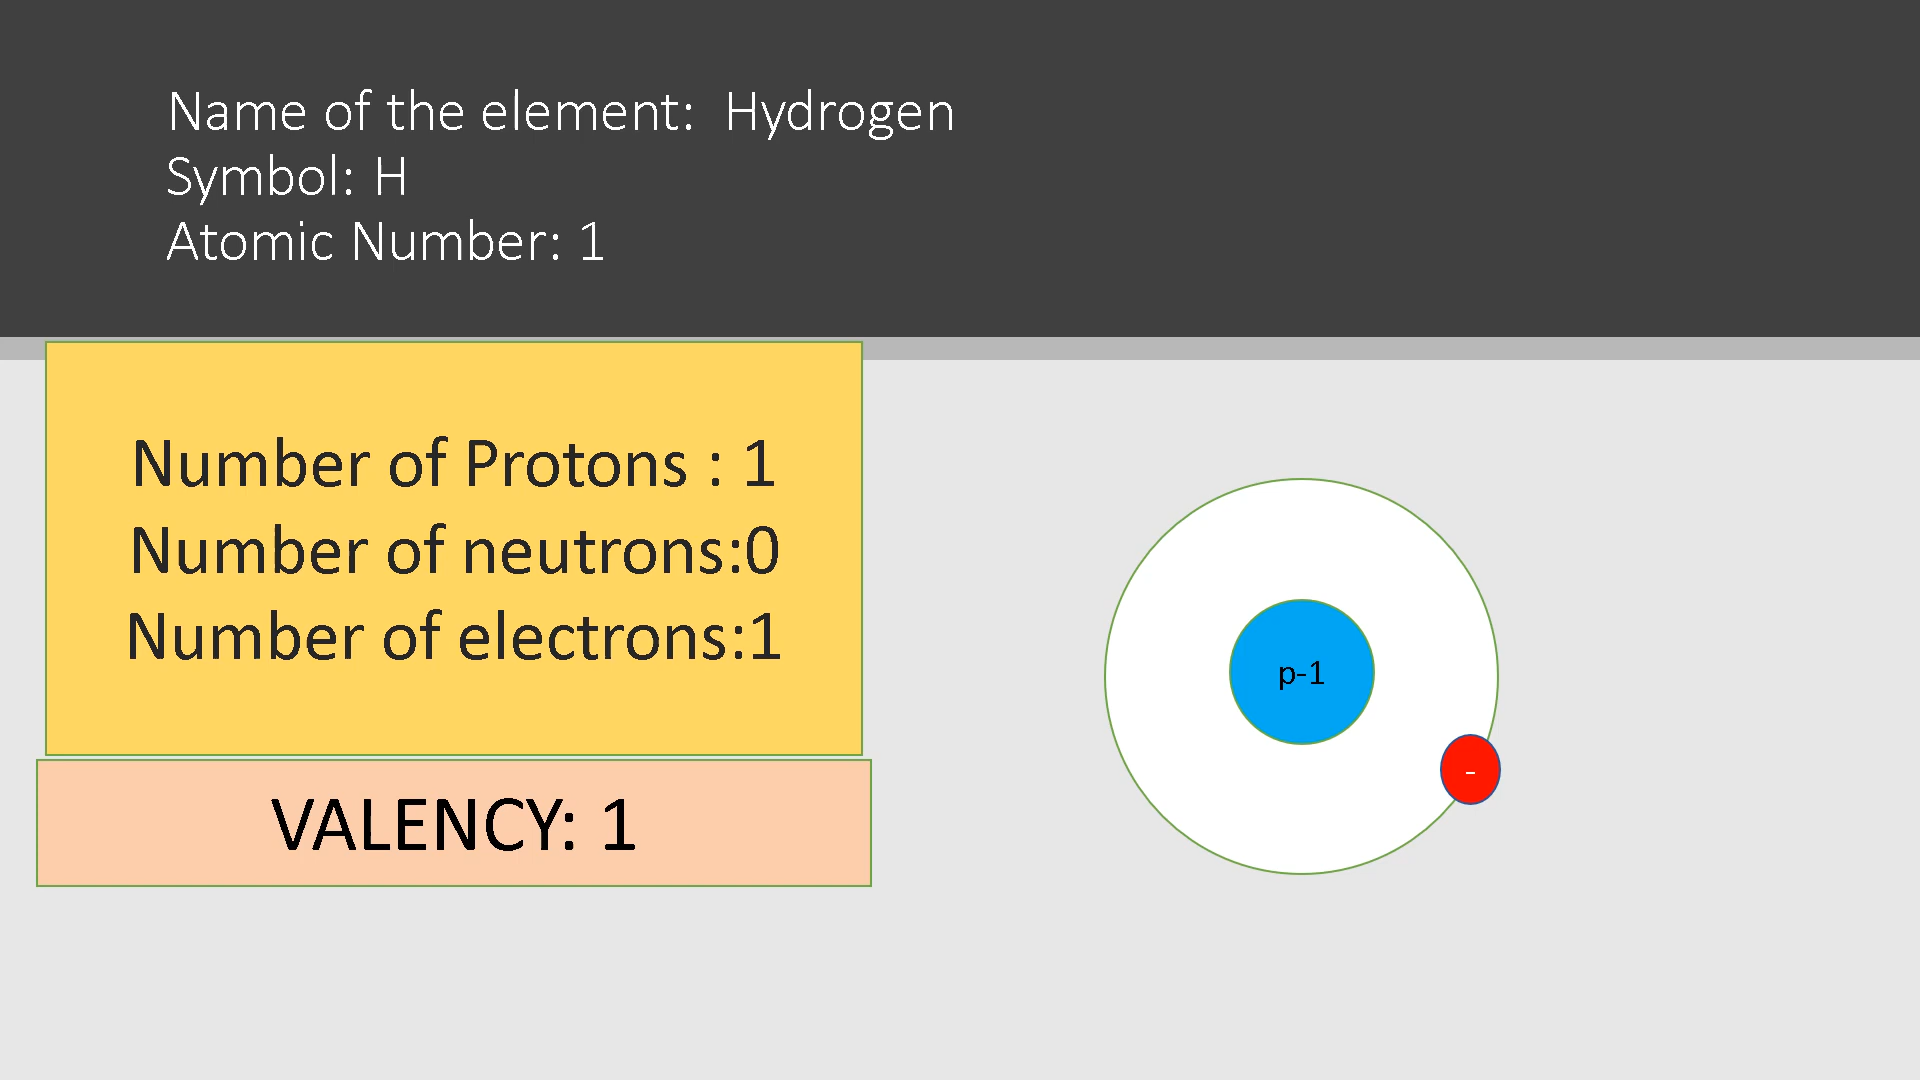 Name of the element:  Hydrogen
Symbol: H
Atomic Number: 1
Number of Protons : 1
Number of neutrons:0
Number of electrons:1
VALENCY: 1
p-1
-